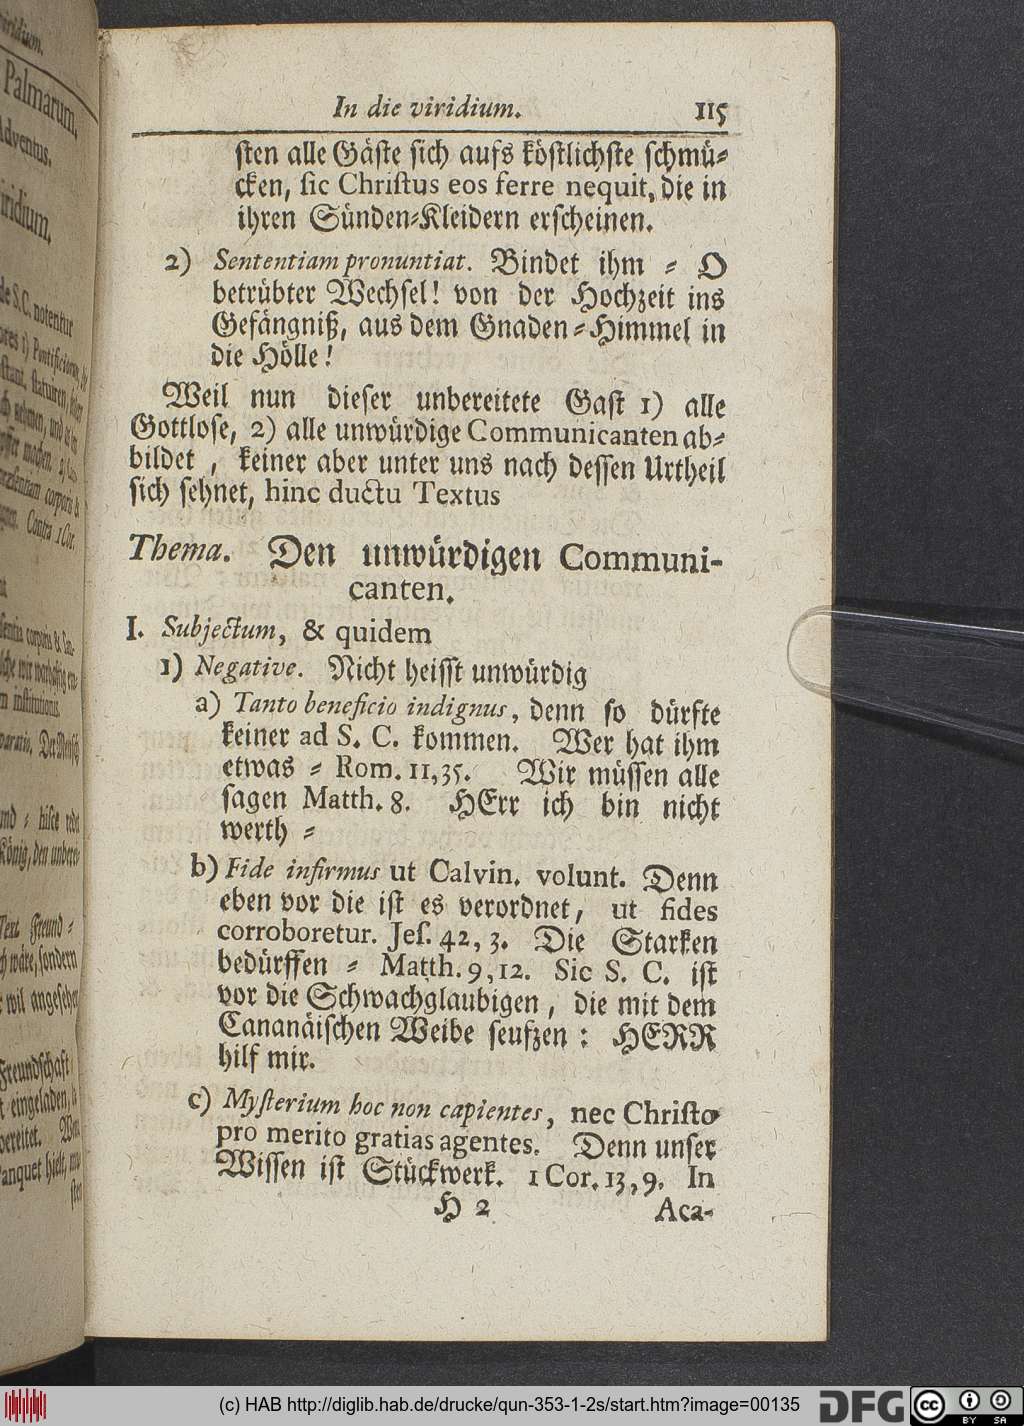 In die viridium. 115
sten alle Gäste sich aufs köstlichste schmü-
cken, sic Christus eos ferre nequit, die in
ihren Sünden-Kleidern erscheinen.
2) Sententiam pronuntiat. Bindet ihm - O
betrübter Wechsel! von der Hochzeit ins
Gefängniß, aus dem Gnaden-Himmel in
die Hölle!
Weil nun dieser unbereitete Gast 1) alle
Gottlose, 2) alle unwürdige Communicanten ab-
bildet, keiner aber unter uns nach dessen Urtheil
sich sehnet, hinc ductu Textus
Thema. Den unwürdigen Communi-
canten.
I. Subjectum, & quidem
1) Negative. Nicht heisst unwürdig
a) Tanto beneficio indignus, denn so dürfte
keiner ad S. C. kommen. Wer hat ihm
etwas - Rom. 11,35. Wir müssen alle
sagen Matth. 8. HErr ich bin nicht
werth -
b) Fide infirmus ut Calvin. volunt. Denn
eben vor die ist es verordnet, ut fides
corroboretur. Jes. 42, 3. Die Starken
bedürffen - Matth. 9, 12. Sic S. C. ist
vor die Schwachglaubigen, die mit dem
Cananäischen Weibe seufzen: HERR
hilf mir.
c) Mysterium hoc non capientes, nec Christo
pro merito gratias agentes. Denn unser
Wissen ist Stückwerk. 1 Cor. 13, 9. In
H 2 Aca-
(c) HAB http://diglib.hab.de/drucke/qun-353-1-2s/start.htm?image=00135
DFG
cc
BY SA